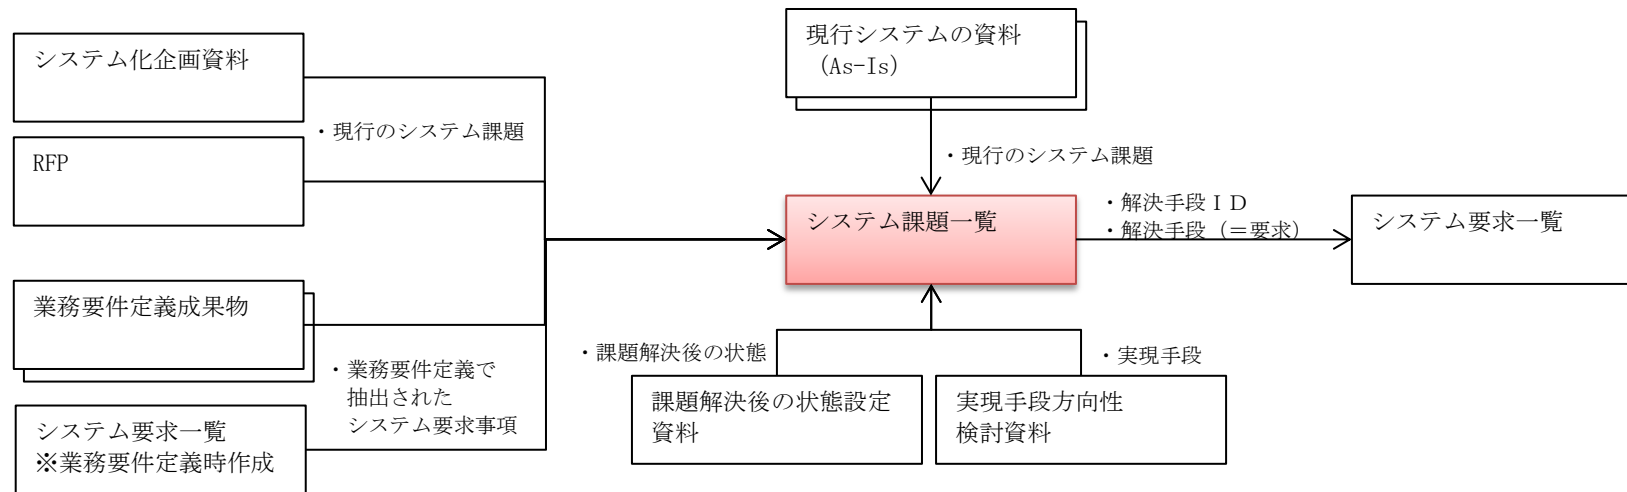 システム化企画資料
RFP
・現行のシステム課題
業務要件定義成果物
システム要求一覧
※業務要件定義時作成
・業務要件定義で
抽出された
システム要求事項
現行システムの資料
（As-Is）
・現行のシステム課題
システム課題一覧
・解決手段ＩＤ
・解決手段（＝要求）
システム要求一覧
・課題解決後の状態
課題解決後の状態設定
資料
・実現手段
実現手段方向性
検討資料